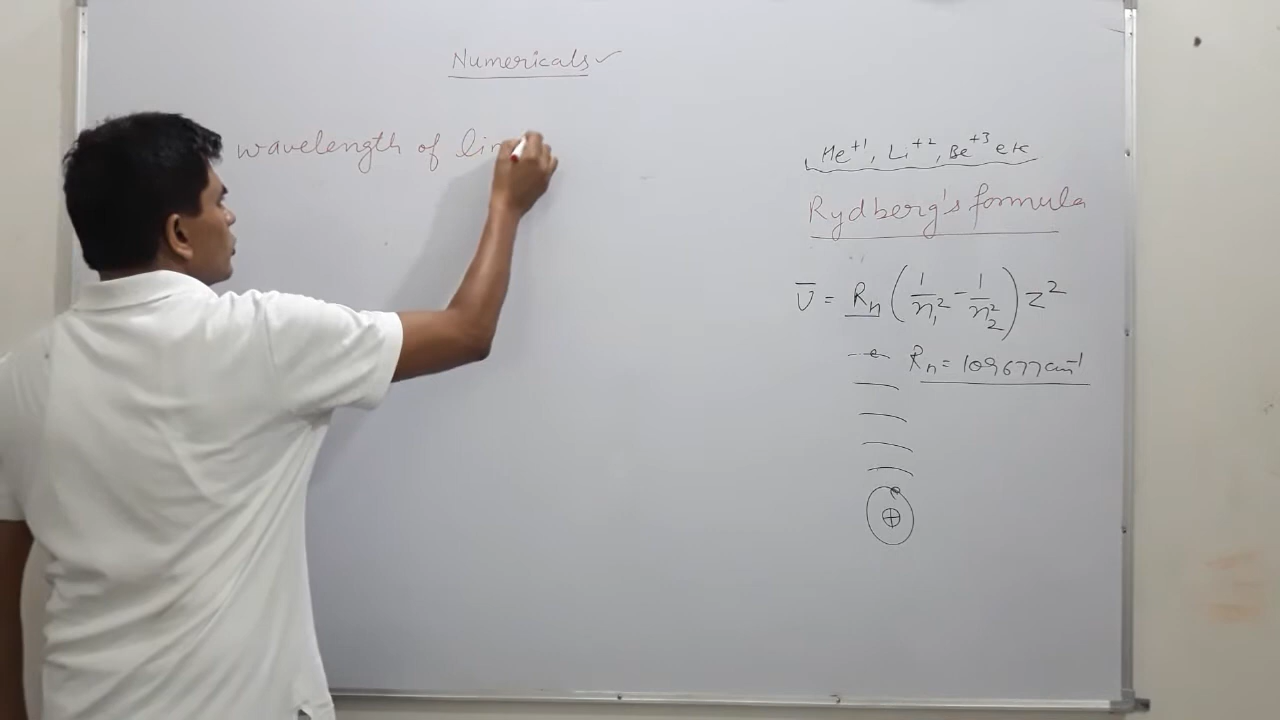 Numericals ✓
wavelength of lin
He⁺¹, Li⁺², Be⁺³ etc
Rydberg's formula
ν̅ = Rₙ (1/n₁² − 1/n₂²) z²
e Rₙ = 109677 cm⁻¹
⊕